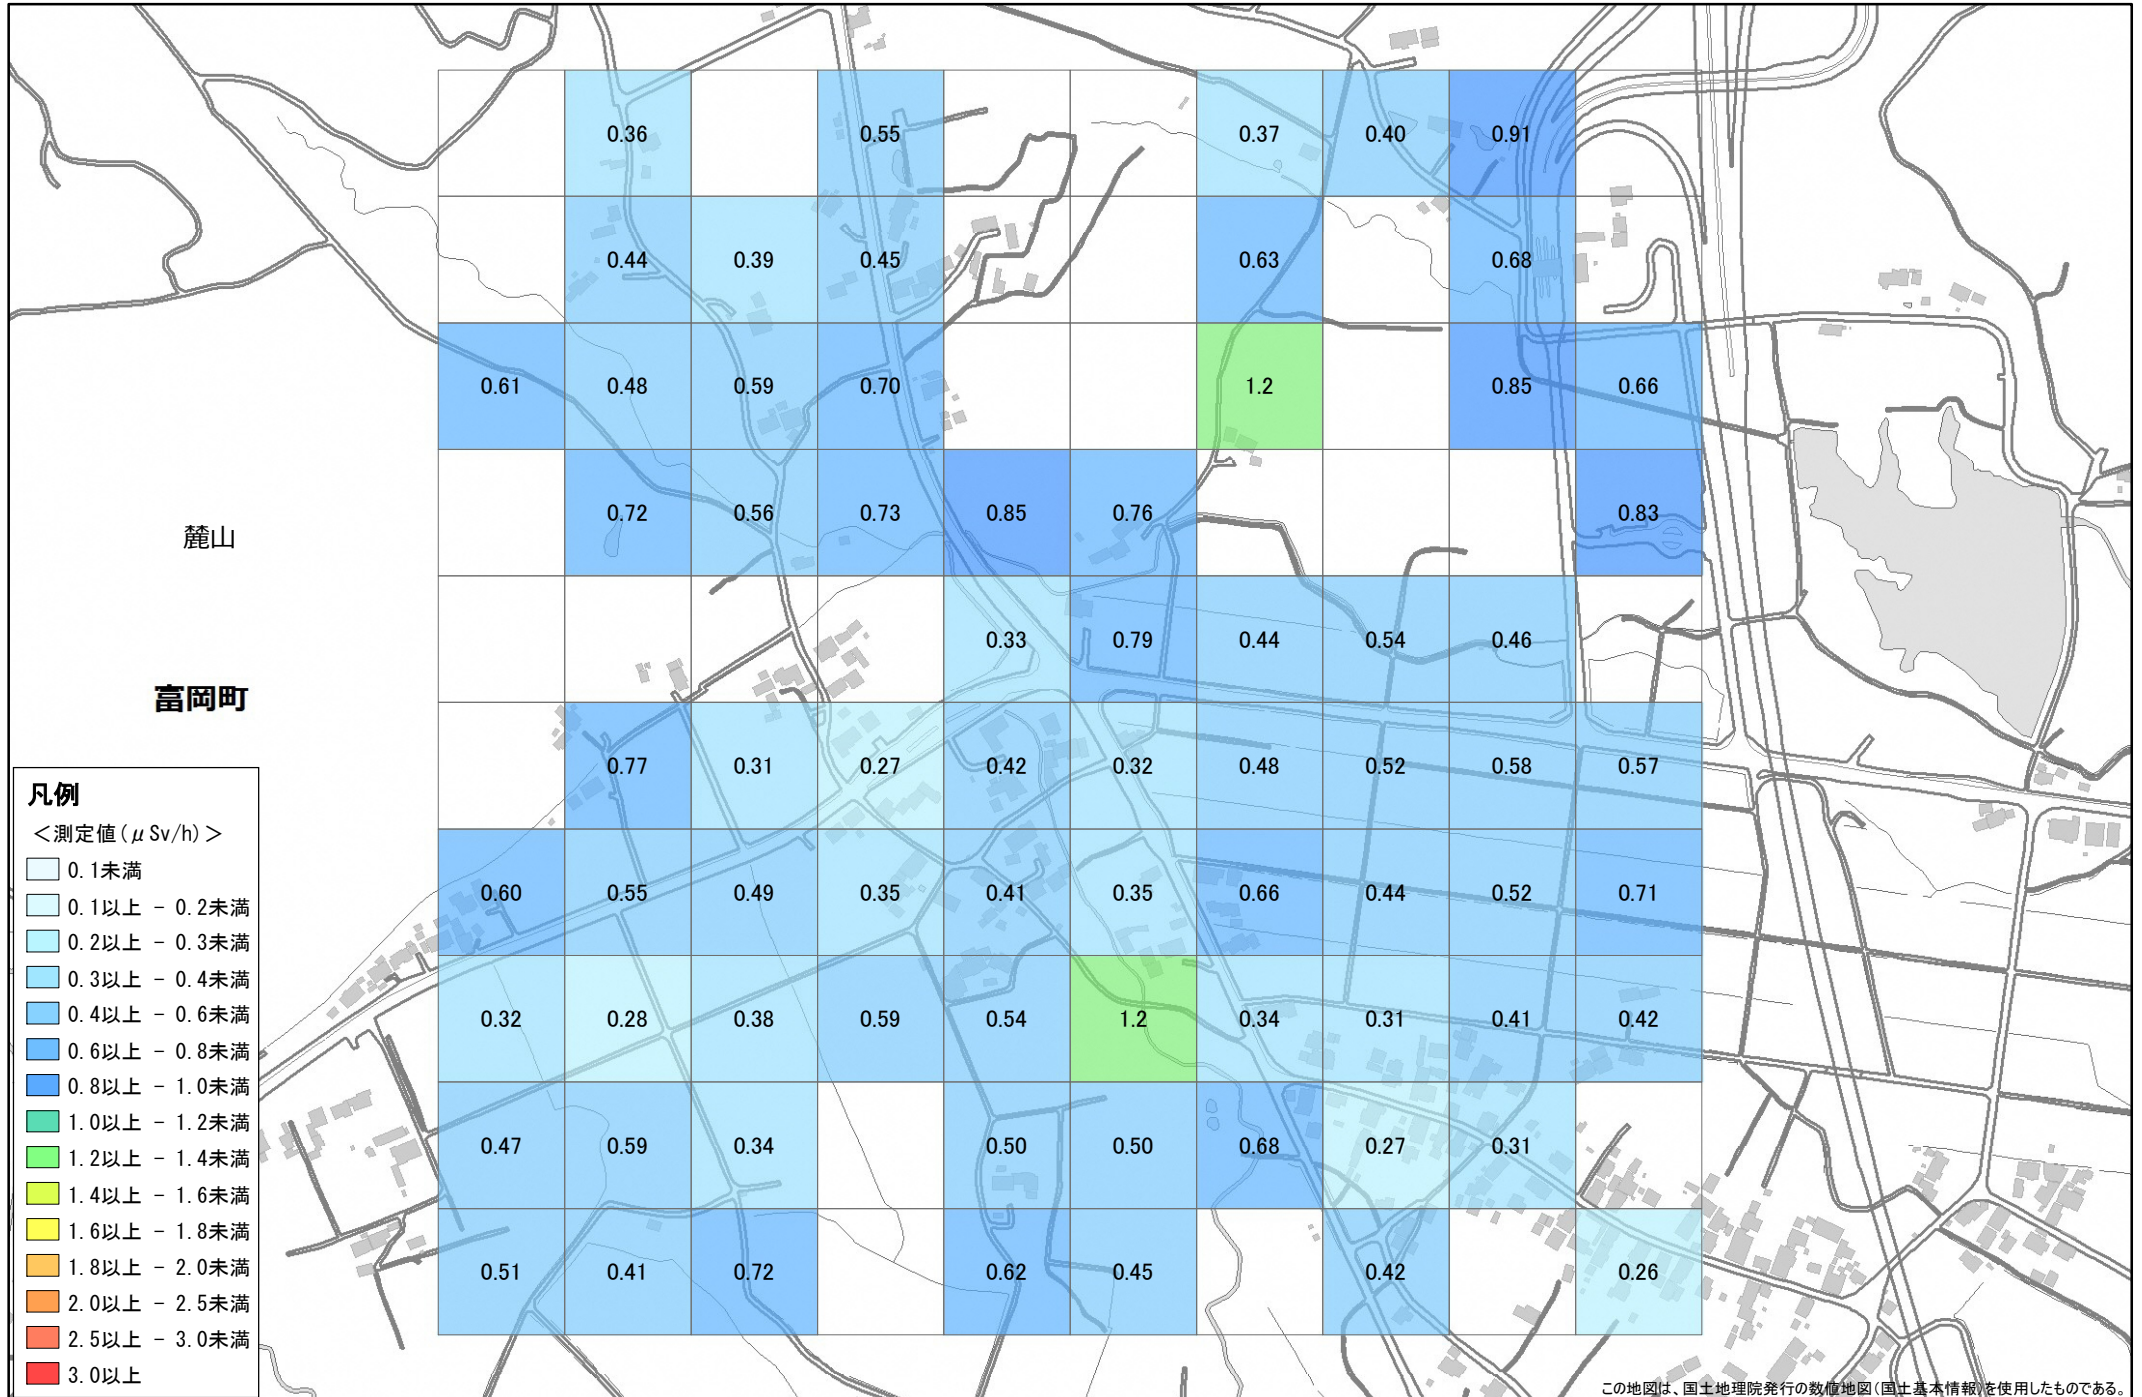 0.36 0.55 0.37 0.40 0.91
0.44 0.39 0.45 0.63 0.68
0.61 0.48 0.59 0.70 1.2 0.85 0.66
0.72 0.56 0.73 0.85 0.76 0.83
麓山
0.33 0.79 0.44 0.54 0.46
富岡町
0.77 0.31 0.27 0.42 0.32 0.48 0.52 0.58 0.57
0.60 0.55 0.49 0.35 0.41 0.35 0.66 0.44 0.52 0.71
0.32 0.28 0.38 0.59 0.54 1.2 0.34 0.31 0.41 0.42
0.47 0.59 0.34 0.50 0.50 0.68 0.27 0.31
0.51 0.41 0.72 0.62 0.45 0.42 0.26
凡例
＜測定値(μSv/h)＞
0.1未満
0.1以上 － 0.2未満
0.2以上 － 0.3未満
0.3以上 － 0.4未満
0.4以上 － 0.6未満
0.6以上 － 0.8未満
0.8以上 － 1.0未満
1.0以上 － 1.2未満
1.2以上 － 1.4未満
1.4以上 － 1.6未満
1.6以上 － 1.8未満
1.8以上 － 2.0未満
2.0以上 － 2.5未満
2.5以上 － 3.0未満
3.0以上
この地図は、国土地理院発行の数値地図(国土基本情報)を使用したものである。